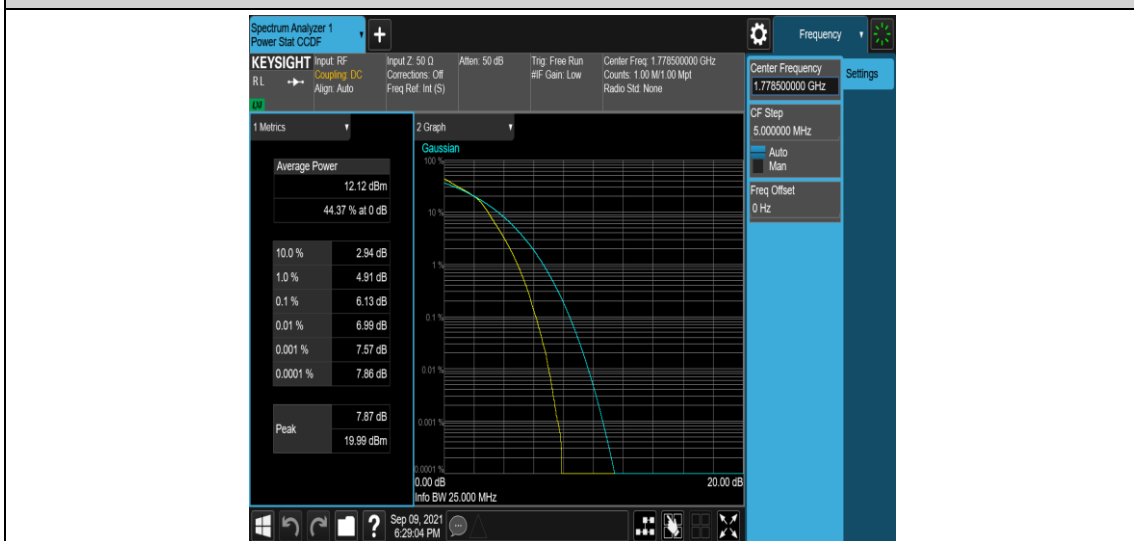 Spectrum Analyzer 1
Power Stat CCDF
+
Frequency
KEYSIGHT
RL
LXI
Input: RF
Coupling: DC
Align: Auto
Input Z: 50 Ω
Corrections: Off
Freq Ref: Int (S)
Atten: 50 dB
Trig: Free Run
#IF Gain: Low
Center Freq: 1.778500000 GHz
Counts: 1.00 M/1.00 Mpt
Radio Std: None
Center Frequency
1.778500000 GHz
Settings
CF Step
5.000000 MHz
Auto
Man
Freq Offset
0 Hz
1 Metrics
Average Power
12.12 dBm
44.37 % at 0 dB
10.0 % 2.94 dB
1.0 % 4.91 dB
0.1 % 6.13 dB
0.01 % 6.99 dB
0.001 % 7.57 dB
0.0001 % 7.86 dB
Peak
7.87 dB
19.99 dBm
2 Graph
Gaussian
100 %
10 %
1 %
0.1 %
0.01 %
0.001 %
0.0001 %
0.00 dB 20.00 dB
Info BW 25.000 MHz
?
Sep 09, 2021
6:29:04 PM